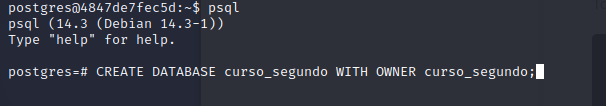 postgres@4847de7fec5d:~$ psql
psql (14.3 (Debian 14.3-1))
Type "help" for help.
postgres=# CREATE DATABASE curso_segundo WITH OWNER curso_segundo;